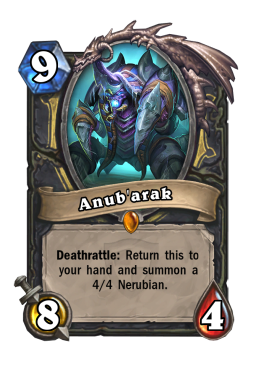 9
Anub'arak
Deathrattle: Return this to
your hand and summon a
4/4 Nerubian.
8
4